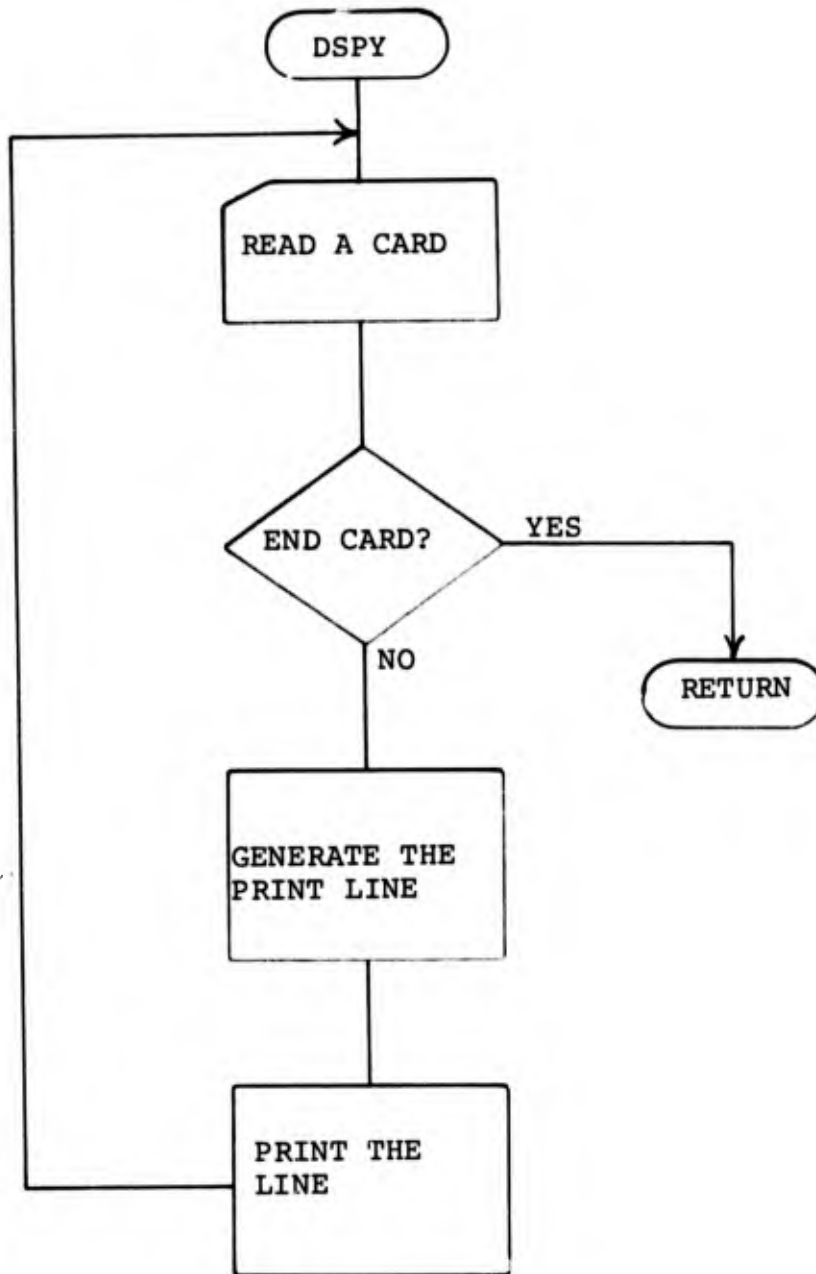 DSPY
READ A CARD
END CARD?
YES
NO
RETURN
GENERATE THE
PRINT LINE
PRINT THE
LINE